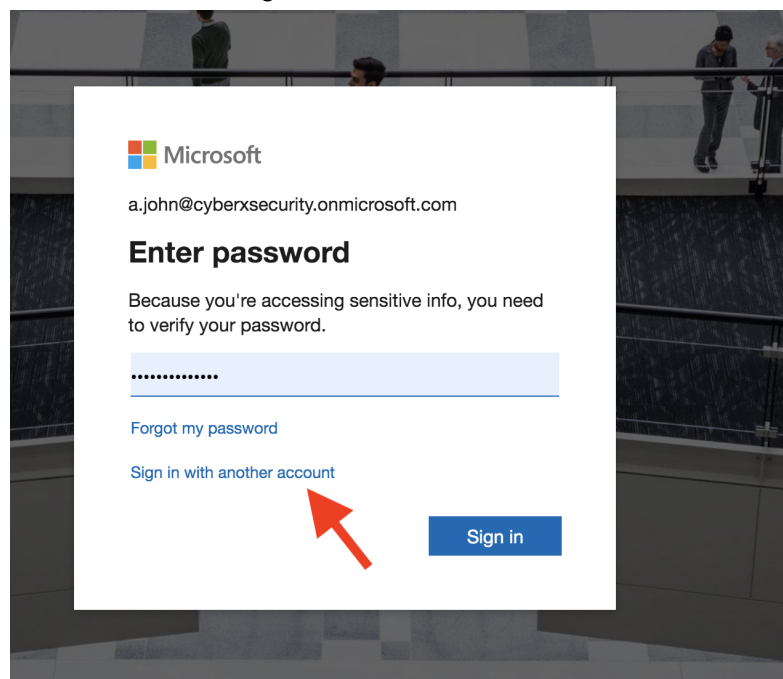 Microsoft
a.john@cyberxsecurity.onmicrosoft.com
Enter password
Because you're accessing sensitive info, you need
to verify your password.
••••••••••••••
Forgot my password
Sign in with another account
Sign in